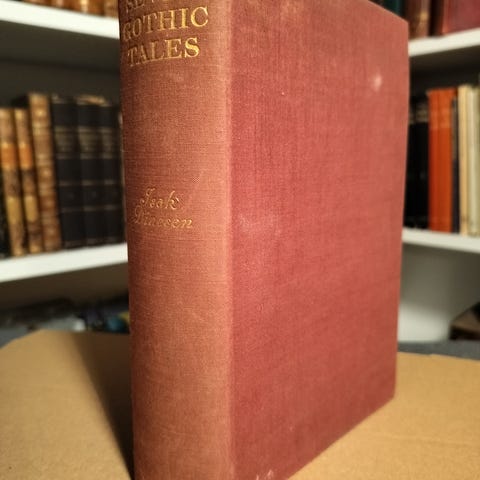 GOTHIC
TALES
Isak
Dinesen